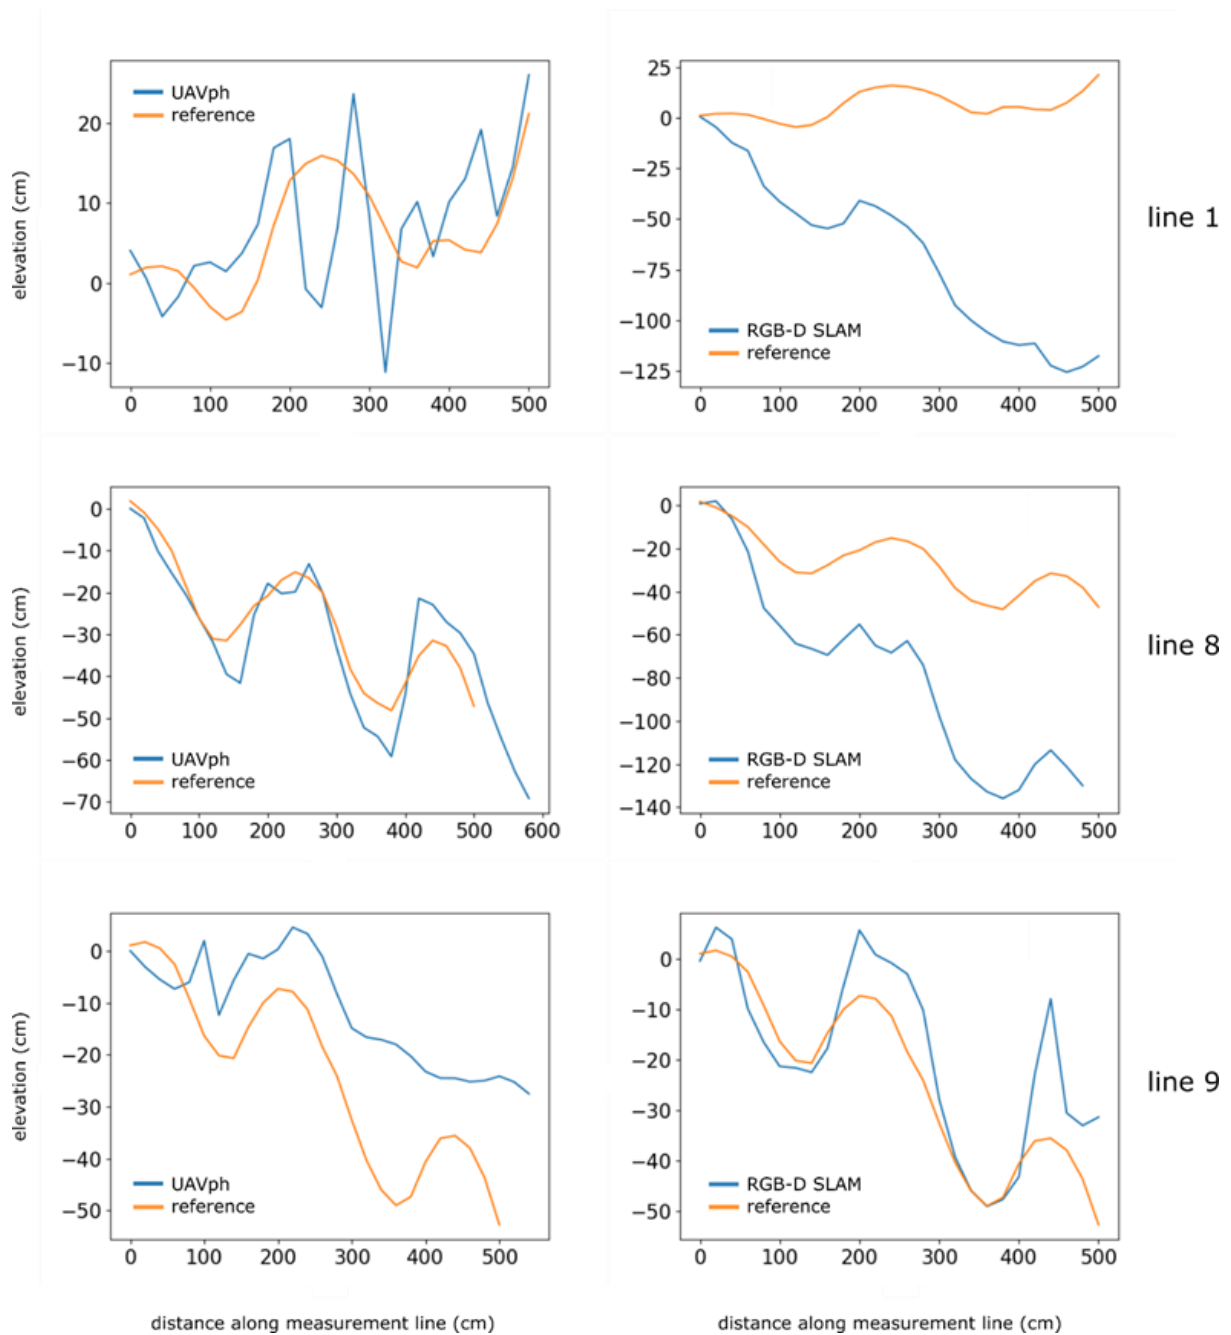 UAVph
reference
20
10
0
−10
0 100 200 300 400 500
elevation (cm)
25
0
−25
−50
−75
−100
−125
RGB-D SLAM
reference
0 100 200 300 400 500
line 1
0
−10
−20
−30
−40
−50
−60
−70
UAVph
reference
0 100 200 300 400 500 600
elevation (cm)
0
−20
−40
−60
−80
−100
−120
−140
RGB-D SLAM
reference
0 100 200 300 400 500
line 8
0
−10
−20
−30
−40
−50
UAVph
reference
0 100 200 300 400 500
elevation (cm)
0
−10
−20
−30
−40
−50
RGB-D SLAM
reference
0 100 200 300 400 500
line 9
distance along measurement line (cm)
distance along measurement line (cm)